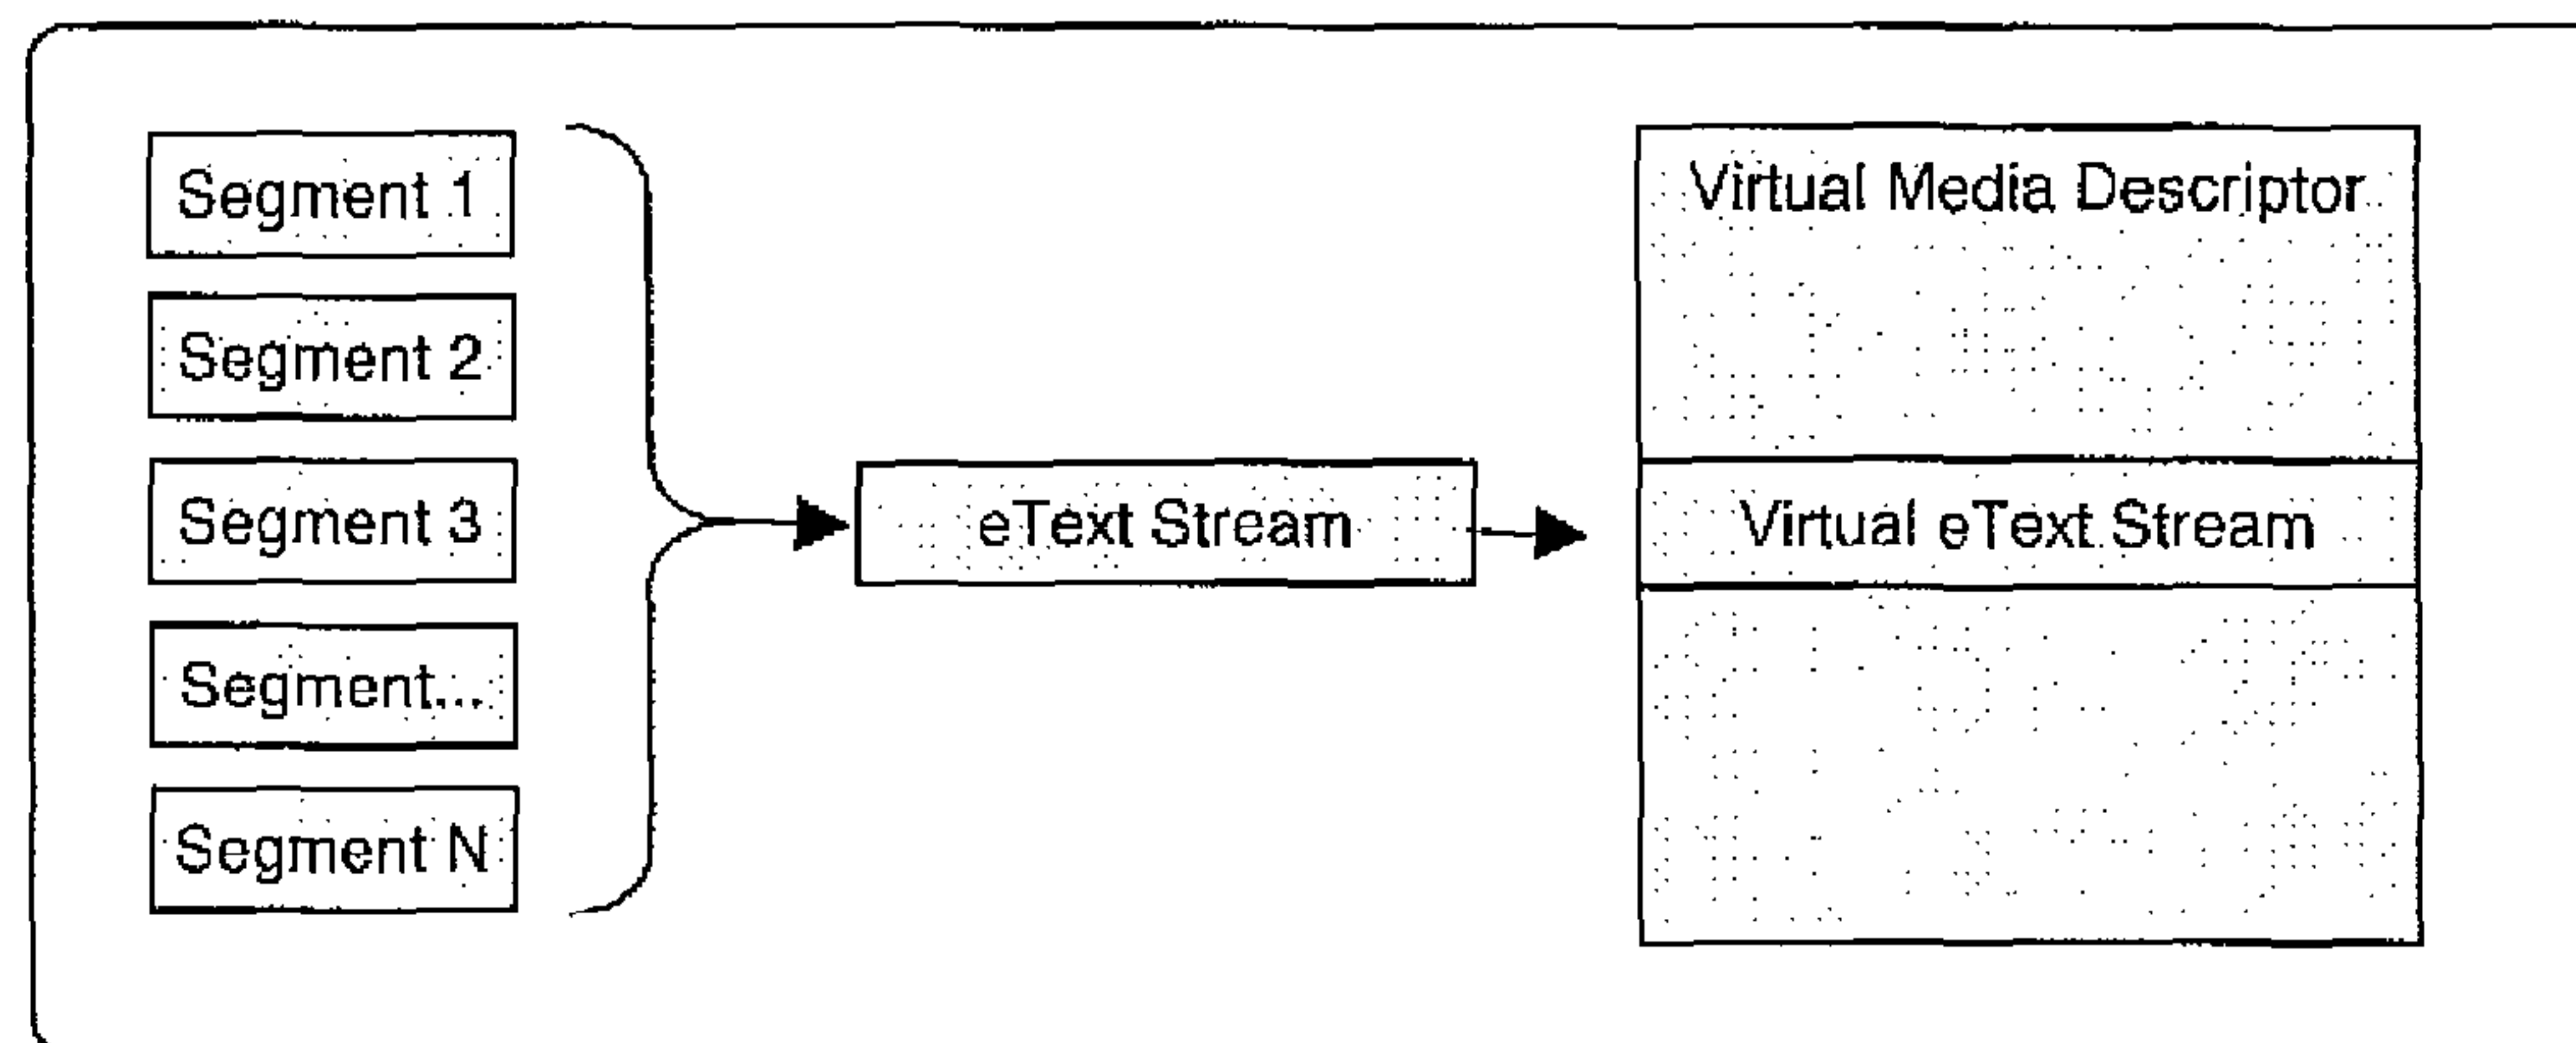 Segment 1
Segment 2
Segment 3
Segment...
Segment N
eText Stream
Virtual Media Descriptor
Virtual eText Stream